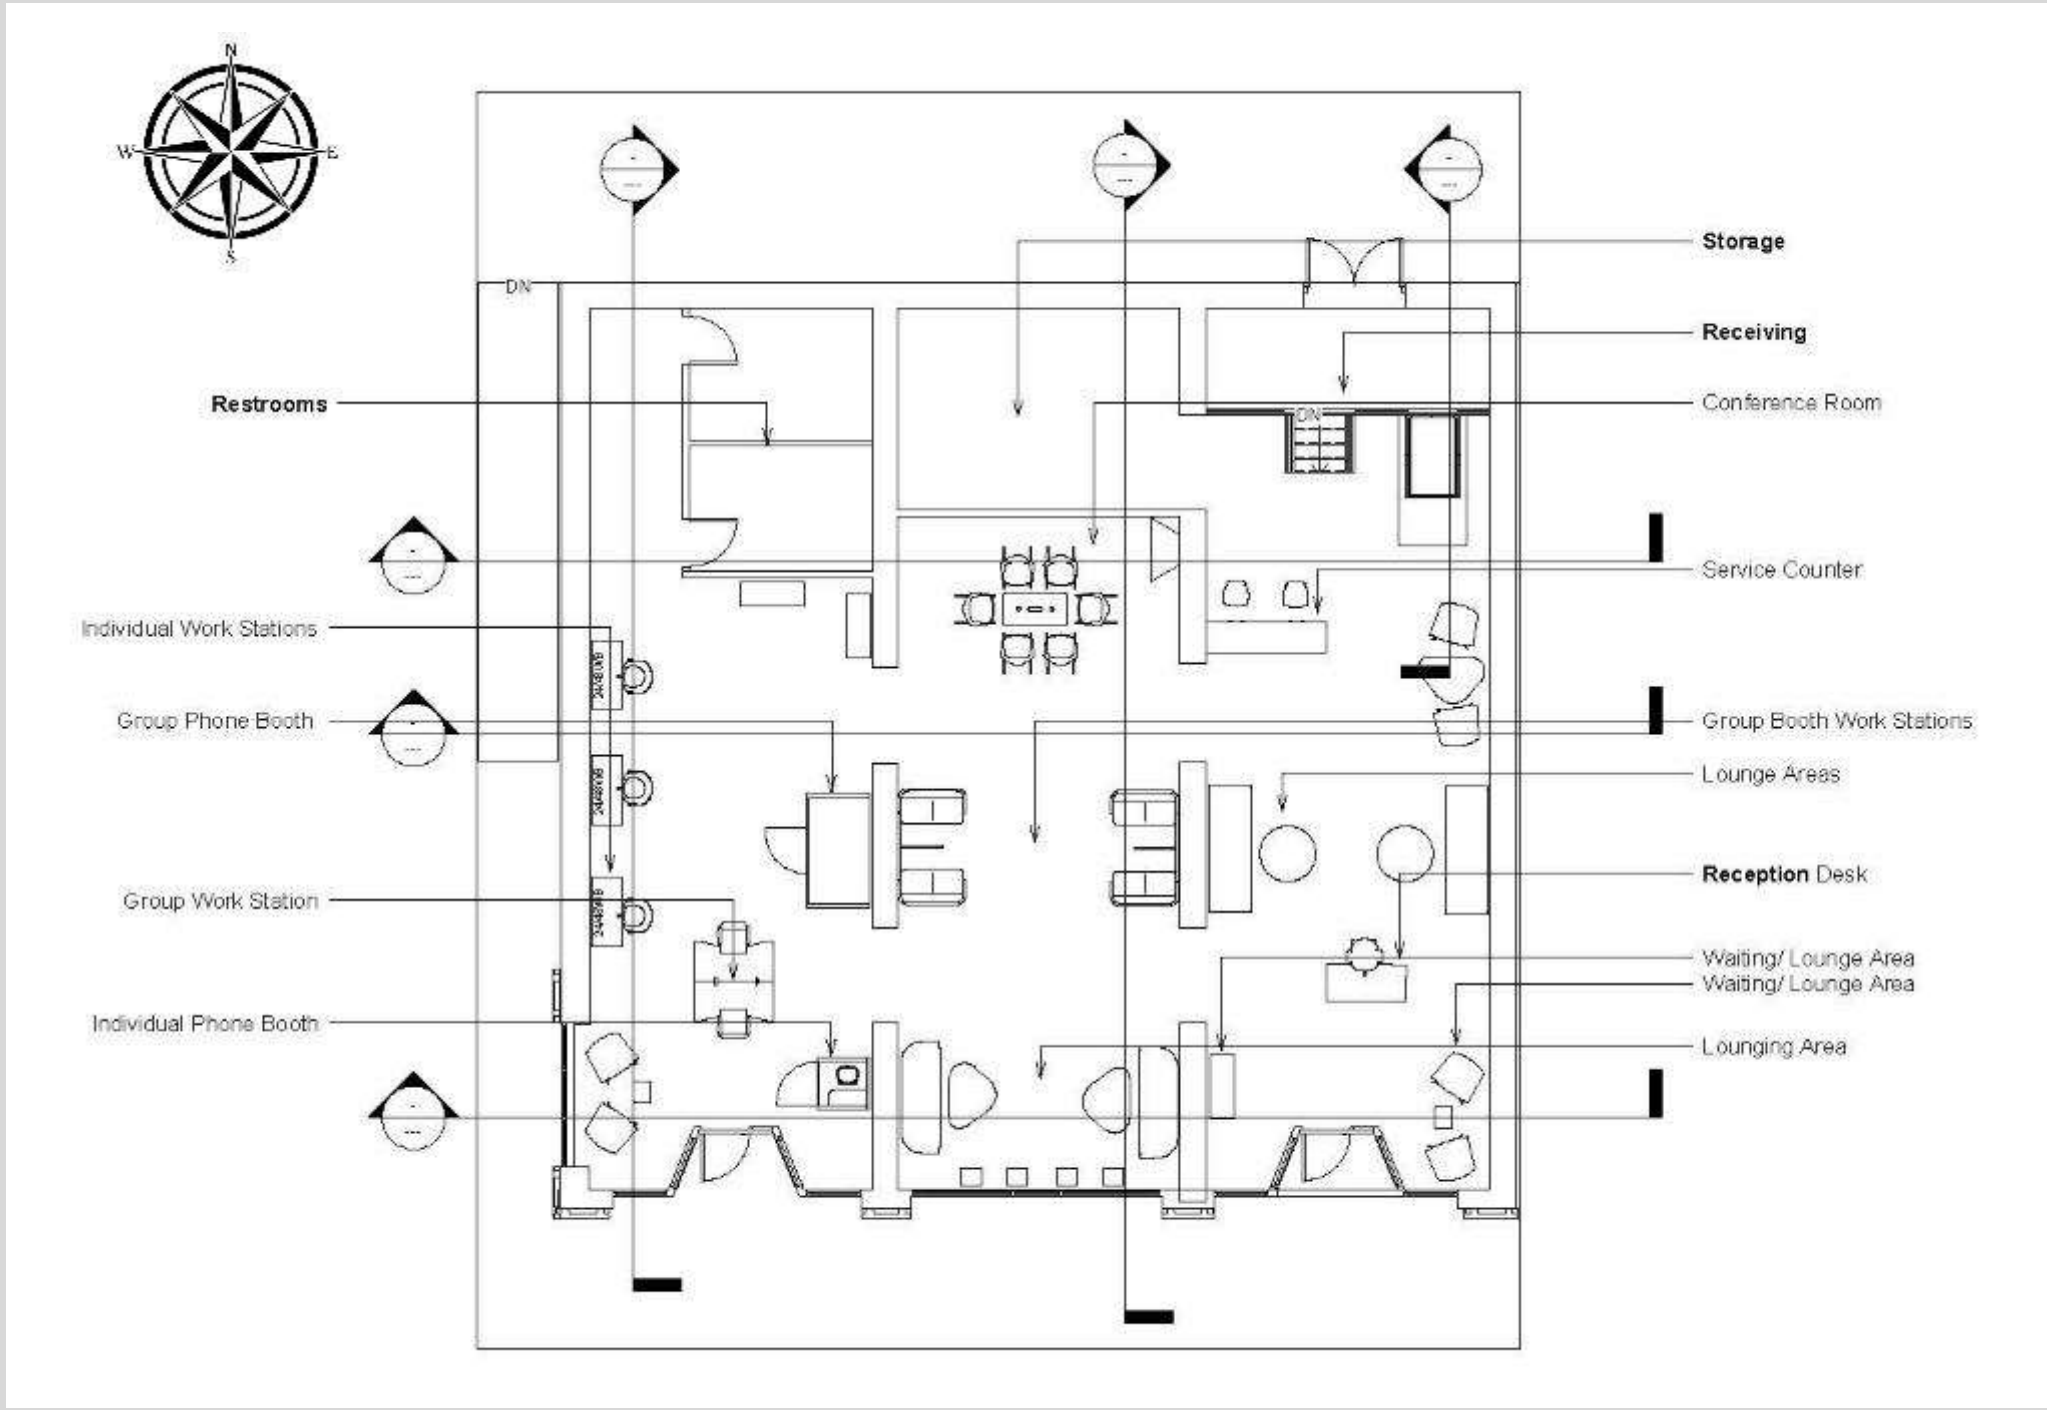 N
W E
S
Storage
DN
Receiving
Restrooms
Conference Room
DN
Service Counter
Individual Work Stations
Group Phone Booth
Group Booth Work Stations
Lounge Areas
Reception Desk
Group Work Station
Waiting/ Lounge Area
Waiting/ Lounge Area
Individual Phone Booth
Lounging Area